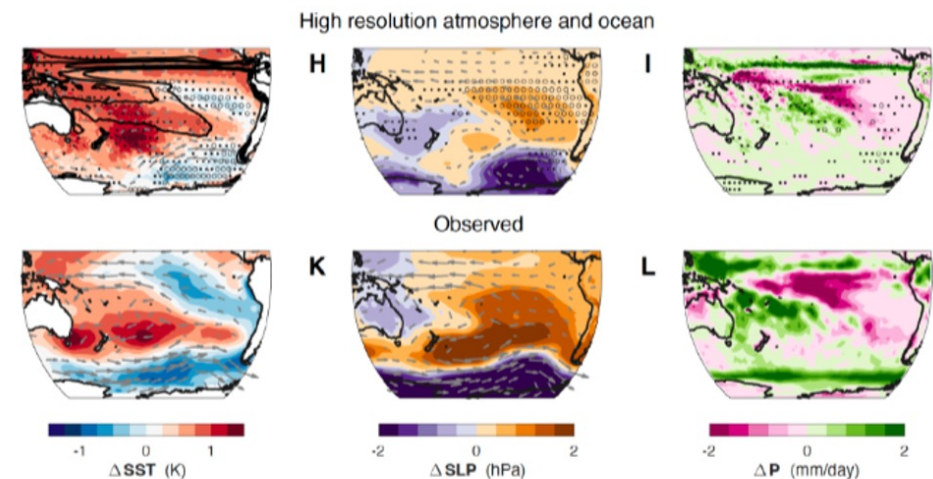 High resolution atmosphere and ocean
H
I
Observed
K
L
-1 0 1
ΔSST (K)
-2 0 2
ΔSLP (hPa)
-2 0 2
ΔP (mm/day)